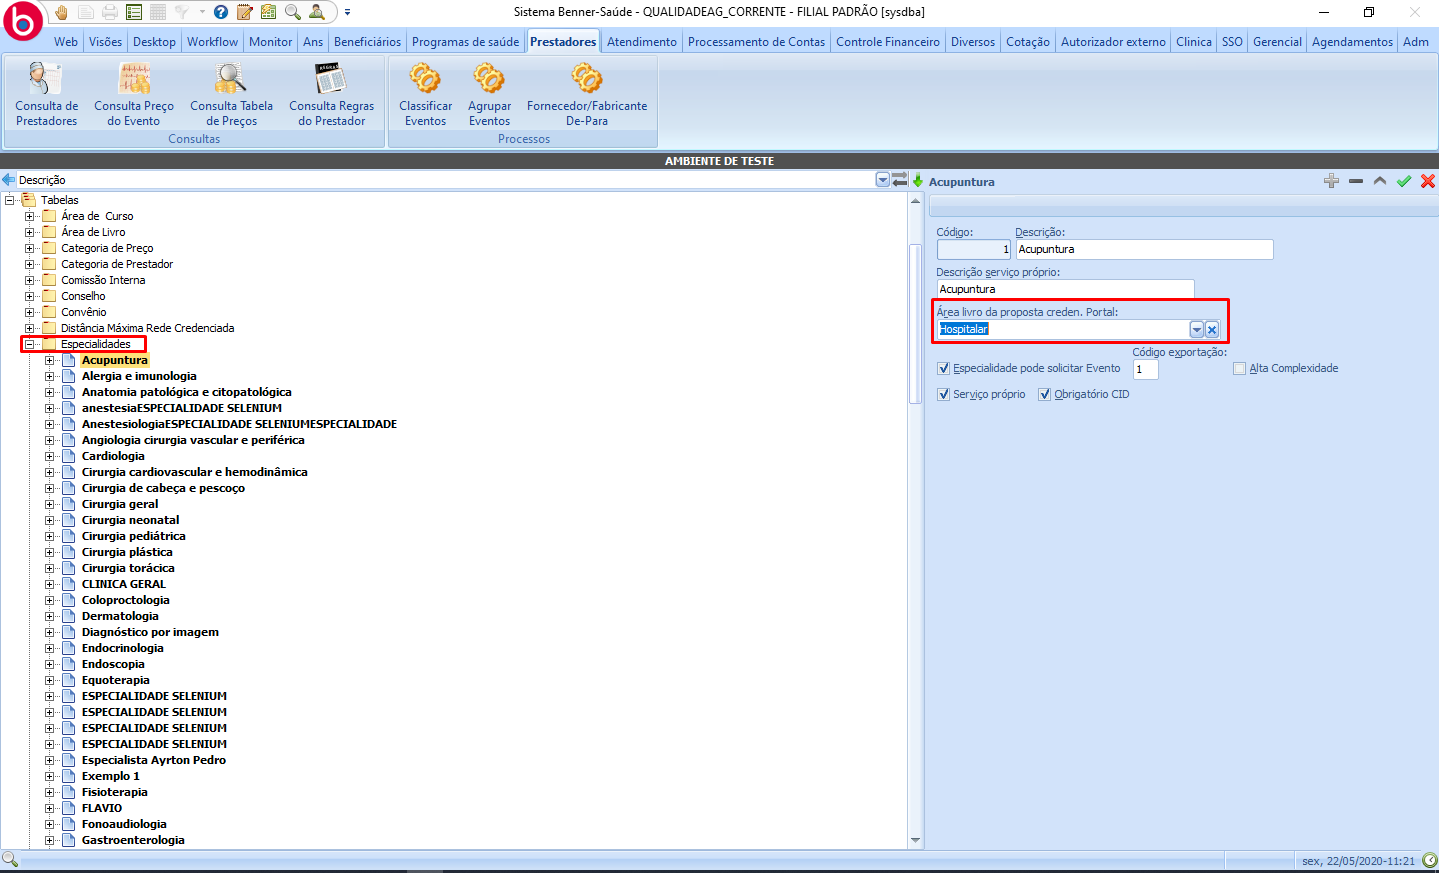 Sistema Benner-Saúde - QUALIDADEAG_CORRENTE - FILIAL PADRÃO [sysdba]
b
Web Visões Desktop Workflow Monitor Ans Beneficiários Programas de saúde Prestadores Atendimento Processamento de Contas Controle Financeiro Diversos Cotação Autorizador externo Clinica SSO Gerencial Agendamentos Adm
Consulta de Prestadores
Consulta Preço do Evento
Consulta Tabela de Preços
Consulta Regras do Prestador
Classificar Eventos
Agrupar Eventos
Fornecedor/Fabricante De-Para
Consultas
Processos
AMBIENTE DE TESTE
Descrição
Tabelas
Área de  Curso
Área de Livro
Categoria de Preço
Categoria de Prestador
Comissão Interna
Conselho
Convênio
Distância Máxima Rede Credenciada
Especialidades
Acupuntura
Alergia e imunologia
Anatomia patológica e citopatológica
anestesiaESPECIALIDADE SELENIUM
AnestesiologiaESPECIALIDADE SELENIUMESPECIALIDADE
Angiologia cirurgia vascular e periférica
Cardiologia
Cirurgia cardiovascular e hemodinâmica
Cirurgia de cabeça e pescoço
Cirurgia geral
Cirurgia neonatal
Cirurgia pediátrica
Cirurgia plástica
Cirurgia torácica
CLINICA GERAL
Coloproctologia
Dermatologia
Diagnóstico por imagem
Endocrinologia
Endoscopia
Equoterapia
ESPECIALIDADE SELENIUM
ESPECIALIDADE SELENIUM
ESPECIALIDADE SELENIUM
ESPECIALIDADE SELENIUM
Especialista Ayrton Pedro
Exemplo 1
Fisioterapia
FLAVIO
Fonoaudiologia
Gastroenterologia
Acupuntura
Código: Descrição:
1 Acupuntura
Descrição serviço próprio:
Acupuntura
Área livro da proposta creden. Portal:
Hospitalar
Código exportação:
Especialidade pode solicitar Evento 1 Alta Complexidade
Serviço próprio Obrigatório CID
sex, 22/05/2020-11:21